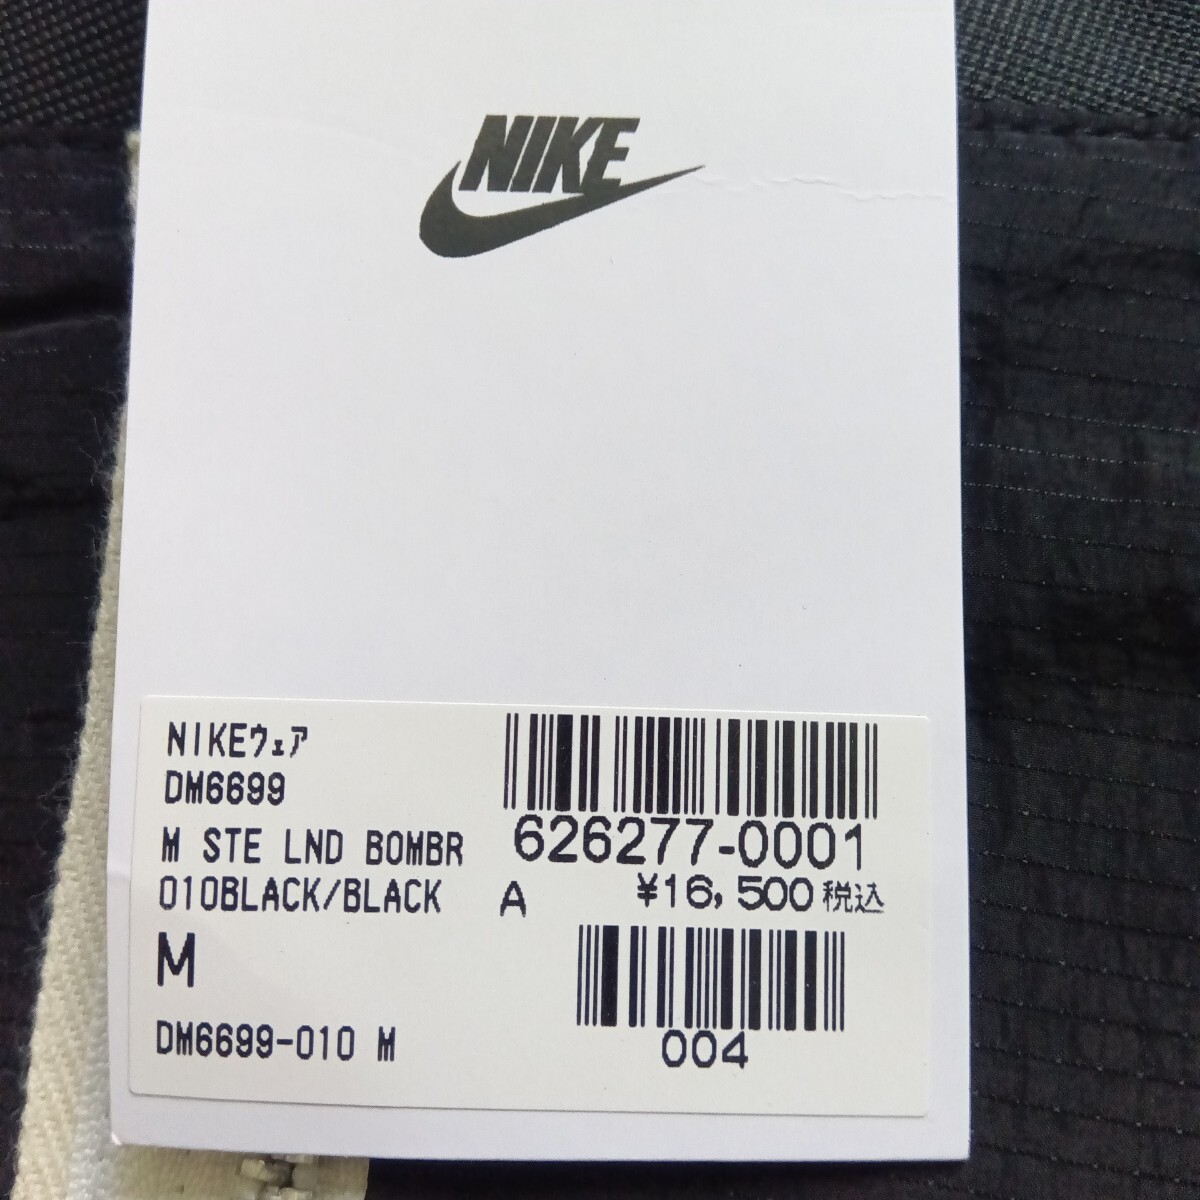 NIKE
NIKEウェア
DM6699
M STE LND BOMBR
010BLACK/BLACK
M
DM6699-010 M
626277-0001
A ¥16,500税込
004